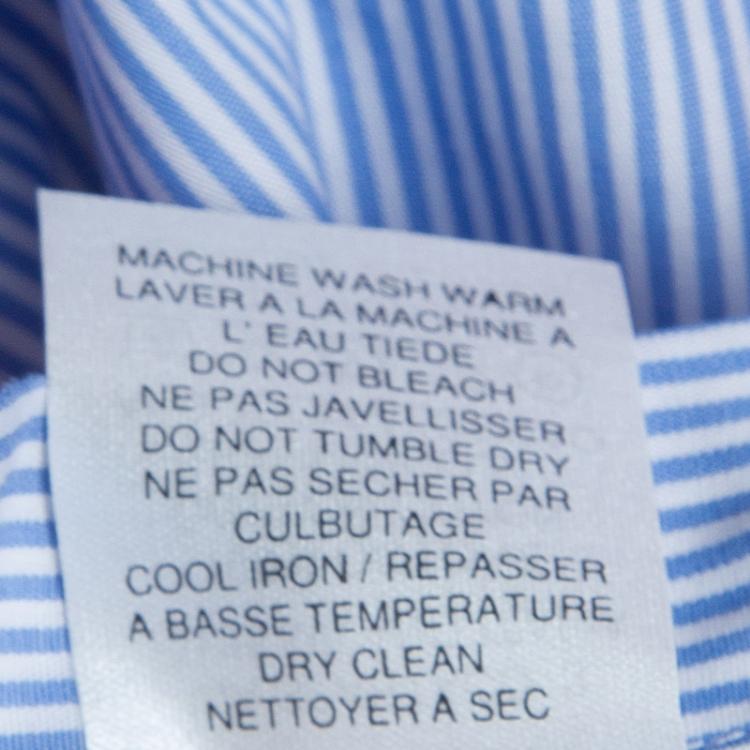 MACHINE WASH WARM
LAVER A LA MACHINE A
L' EAU TIEDE
DO NOT BLEACH
NE PAS JAVELLISSER
DO NOT TUMBLE DRY
NE PAS SECHER PAR
CULBUTAGE
COOL IRON / REPASSER
A BASSE TEMPERATURE
DRY CLEAN
NETTOYER A SEC